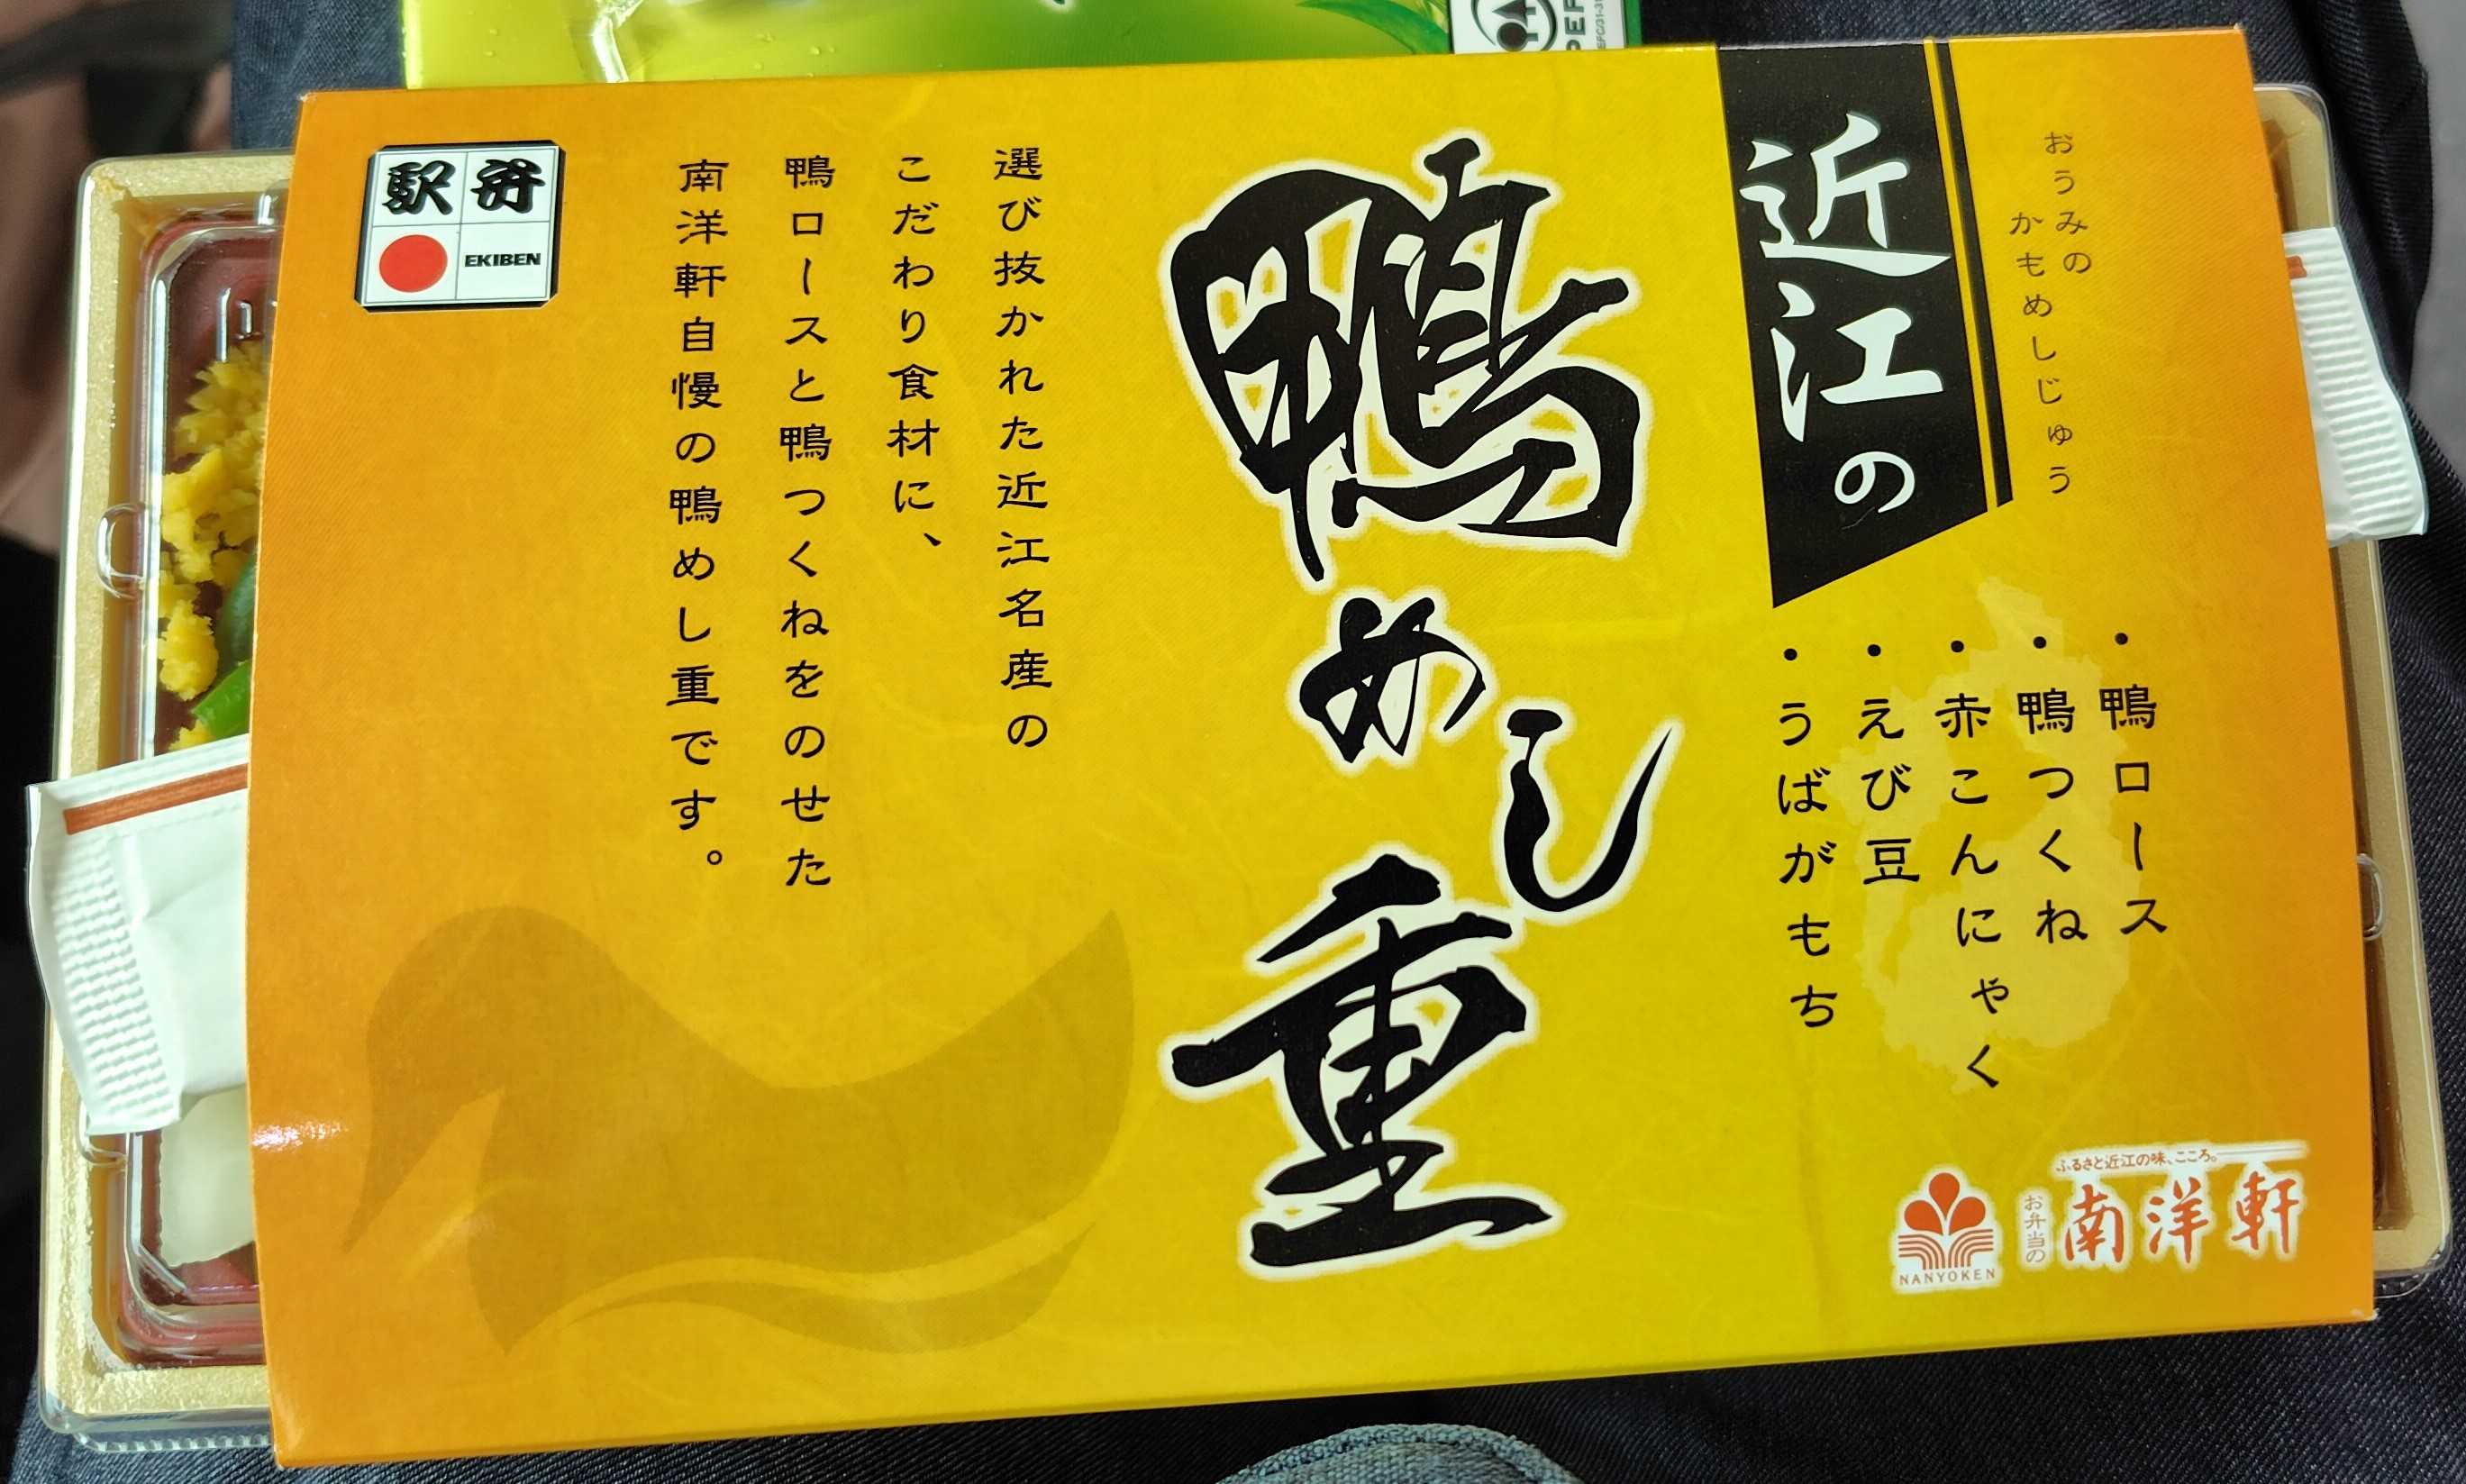 おうみの
かもめしじゅう
近江の
鴨めし重
・鴨ロース
・鴨つくね
・赤こんにゃく
・えび豆
・うばがもち
選び抜かれた近江名産の
こだわり食材に、
鴨ロースと鴨つくねをのせた
南洋軒自慢の鴨めし重です。
駅弁
EKIBEN
ふるさと近江の味、こころ。
お弁当の
南洋軒
NANYOKEN